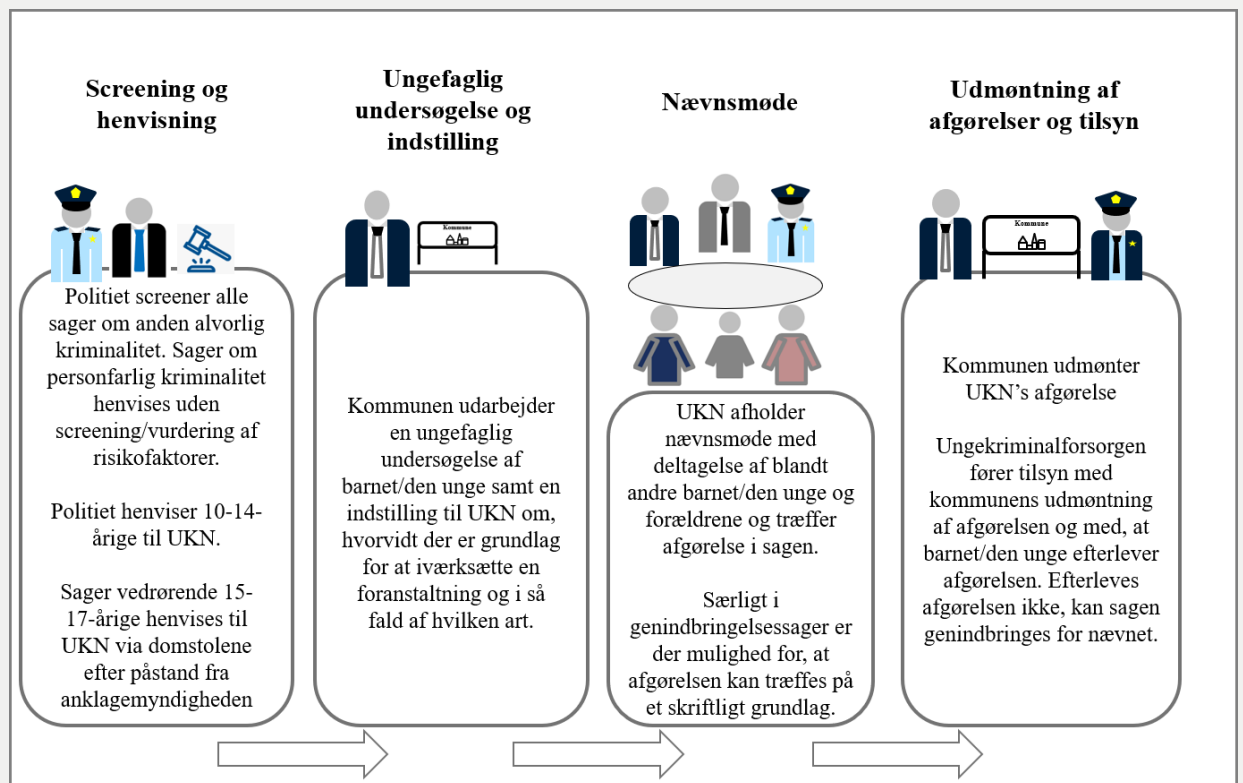 Screening og
henvisning
Politiet screener alle
sager om anden alvorlig
kriminalitet. Sager om
personfarlig kriminalitet
henvises uden
screening/vurdering af
risikofaktorer.
Politiet henviser 10-14-
årige til UKN.
Sager vedrørende 15-
17-årige henvises til
UKN via domstolene
efter påstand fra
anklagemyndigheden
Ungefaglig
undersøgelse og
indstilling
Kommune
Kommunen udarbejder
en ungefaglig
undersøgelse af
barnet/den unge samt en
indstilling til UKN om,
hvorvidt der er grundlag
for at iværksætte en
foranstaltning og i så
fald af hvilken art.
Nævnsmøde
UKN afholder
nævnsmøde med
deltagelse af blandt
andre barnet/den unge og
forældrene og træffer
afgørelse i sagen.
Særligt i
genindbringelsessager er
der mulighed for, at
afgørelsen kan træffes på
et skriftligt grundlag.
Udmøntning af
afgørelser og tilsyn
Kommune
Kommunen udmønter
UKN’s afgørelse
Ungekriminalforsorgen
fører tilsyn med
kommunens udmøntning
af afgørelsen og med, at
barnet/den unge efterlever
afgørelsen. Efterleves
afgørelsen ikke, kan sagen
genindbringes for nævnet.